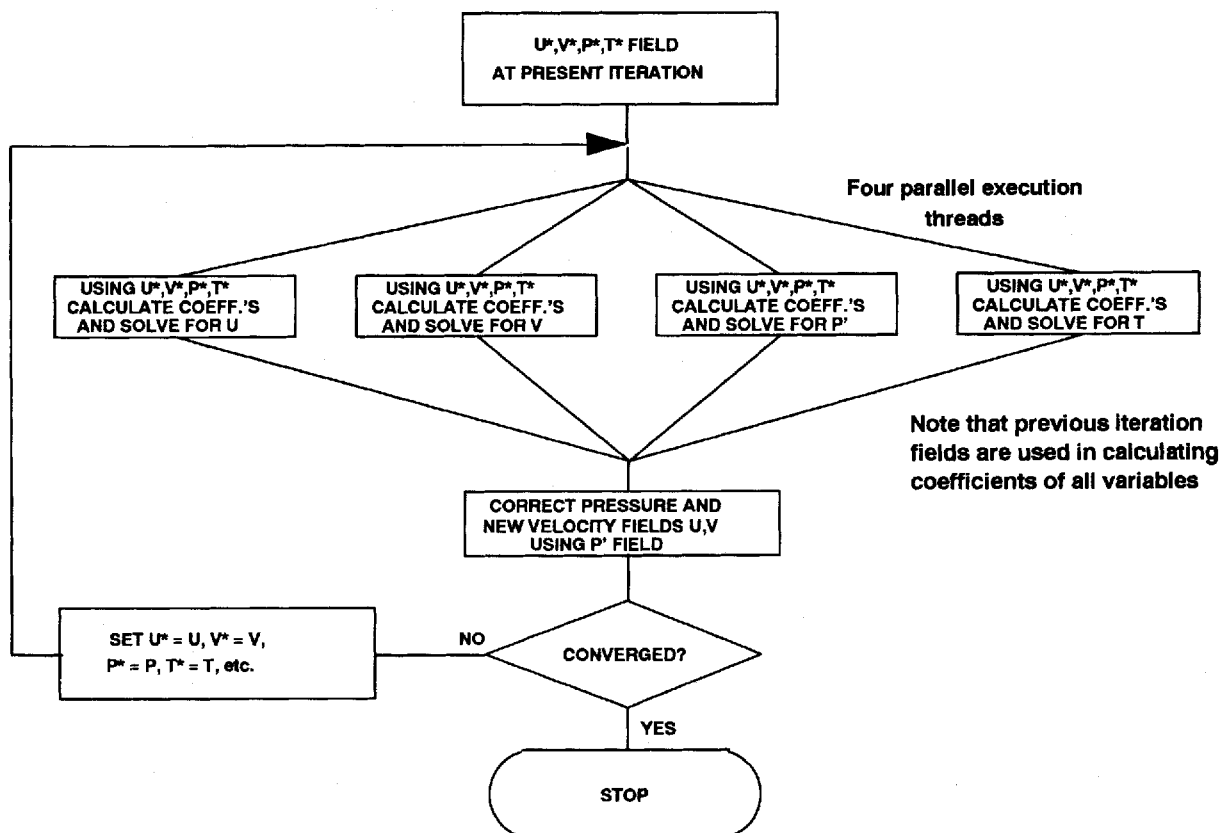 U*,V*,P*,T* FIELD
AT PRESENT ITERATION
Four parallel execution
threads
USING U*,V*,P*,T*
CALCULATE COEFF.'S
AND SOLVE FOR U
USING U*,V*,P*,T*
CALCULATE COEFF.'S
AND SOLVE FOR V
USING U*,V*,P*,T*
CALCULATE COEFF.'S
AND SOLVE FOR P'
USING U*,V*,P*,T*
CALCULATE COEFF.'S
AND SOLVE FOR T
Note that previous iteration
fields are used in calculating
coefficients of all variables
CORRECT PRESSURE AND
NEW VELOCITY FIELDS U,V
USING P' FIELD
SET U* = U, V* = V,
P* = P, T* = T, etc.
NO
CONVERGED?
YES
STOP